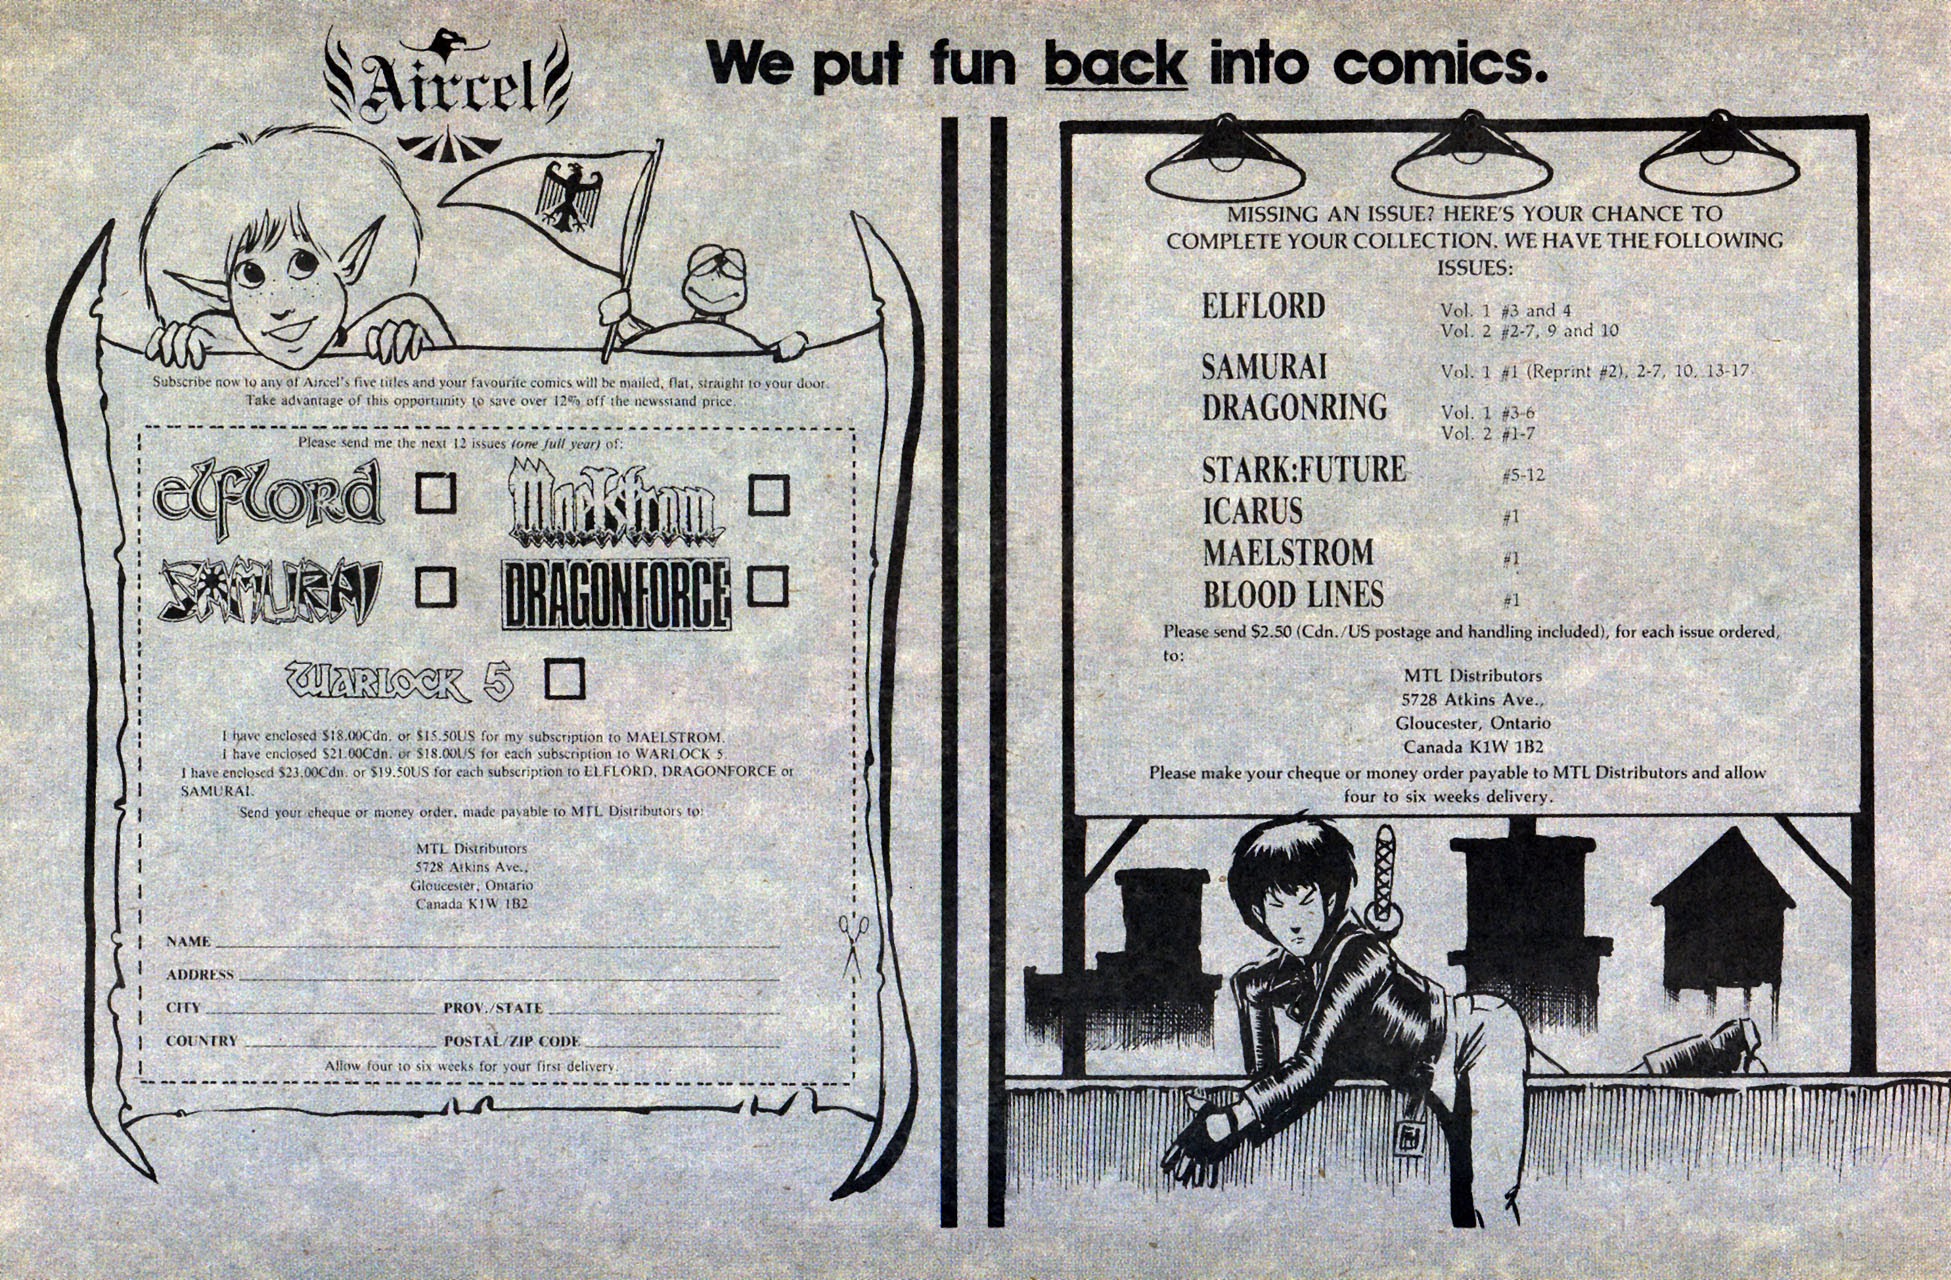 Aircel
We put fun back into comics.
Subscribe now to any of Aircel's five titles and your favourite comics will be mailed, flat, straight to your door.
Take advantage of this opportunity to save over 12% off the newsstand price.
Please send me the next 12 issues (one full year) of:
elflord
Maelstrom
SAMURAI
DRAGONFORCE
WARLOCK 5
I have enclosed $18.00Cdn. or $15.50US for my subscription to MAELSTROM.
I have enclosed $21.00Cdn. or $18.00US for each subscription to WARLOCK 5.
I have enclosed $23.00Cdn. or $19.50US for each subscription to ELFLORD, DRAGONFORCE or
SAMURAI.
Send your cheque or money order, made payable to MTL Distributors to:
MTL Distributors
5728 Atkins Ave.,
Gloucester, Ontario
Canada K1W 1B2
NAME
ADDRESS
CITY PROV./STATE
COUNTRY POSTAL/ZIP CODE
Allow four to six weeks for your first delivery.
MISSING AN ISSUE? HERE'S YOUR CHANCE TO
COMPLETE YOUR COLLECTION. WE HAVE THE FOLLOWING
ISSUES:
ELFLORD Vol. 1 #3 and 4
Vol. 2 #2-7, 9 and 10
SAMURAI Vol. 1 #1 (Reprint #2), 2-7, 10, 13-17
DRAGONRING Vol. 1 #3-6
Vol. 2 #1-7
STARK:FUTURE #5-12
ICARUS #1
MAELSTROM #1
BLOOD LINES #1
Please send $2.50 (Cdn./US postage and handling included), for each issue ordered,
to:
MTL Distributors
5728 Atkins Ave.,
Gloucester, Ontario
Canada K1W 1B2
Please make your cheque or money order payable to MTL Distributors and allow
four to six weeks delivery.